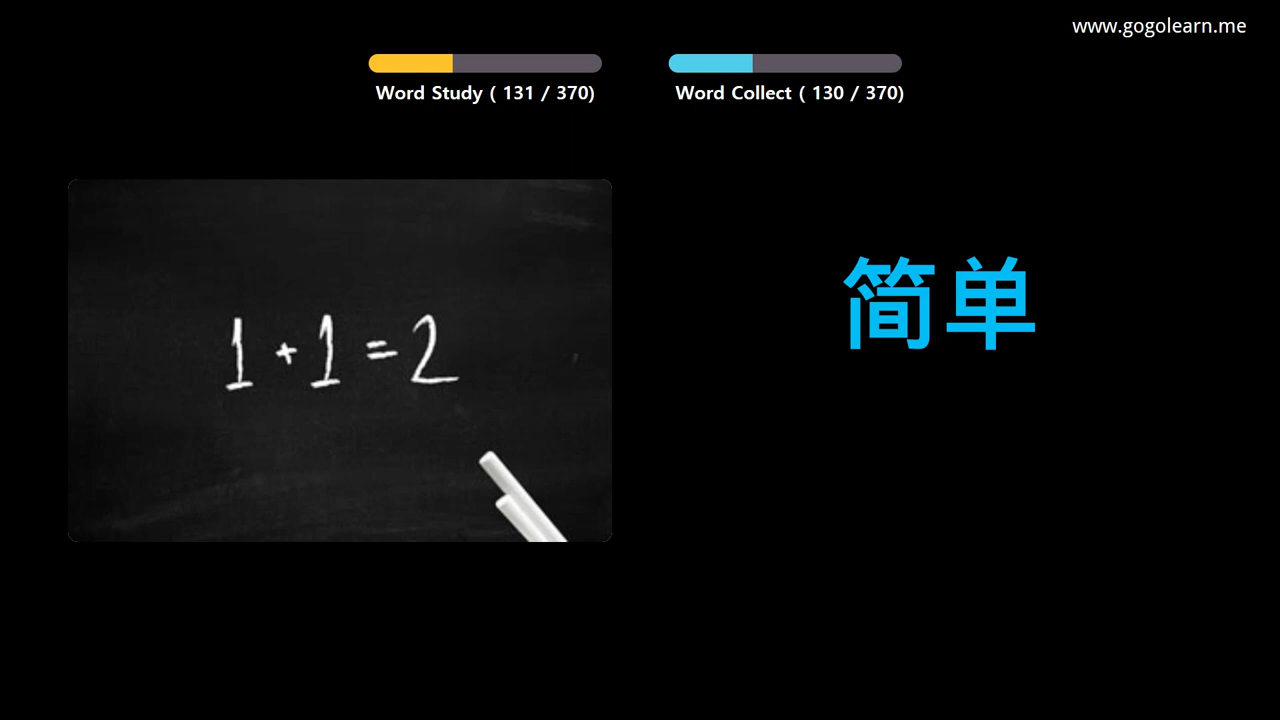 www.gogolearn.me
Word Study ( 131 / 370)
Word Collect ( 130 / 370)
简单
1 + 1 = 2